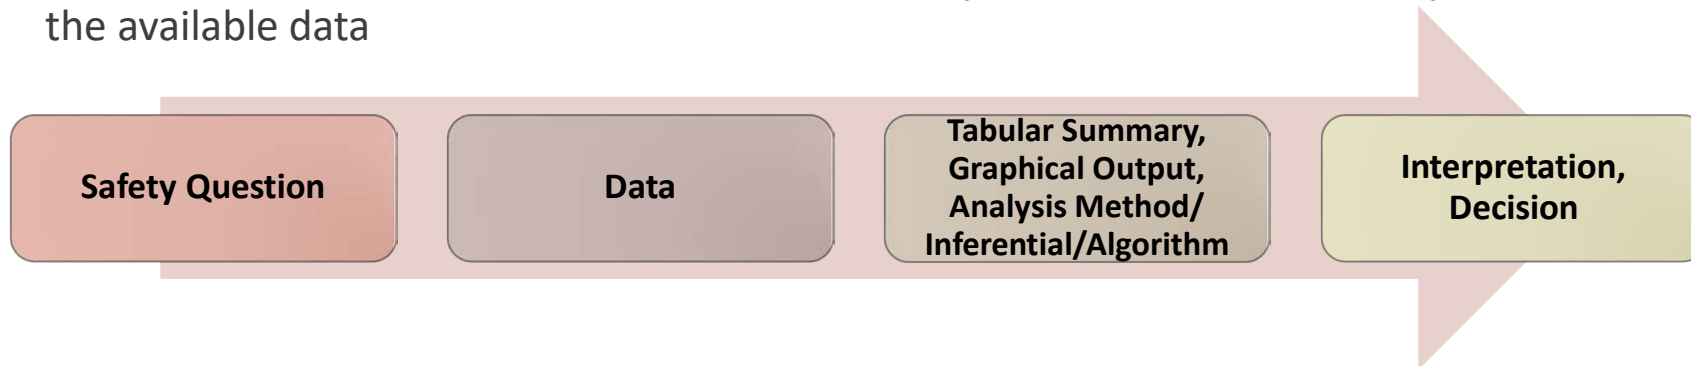 the available data
Safety Question
Data
Tabular Summary,
Graphical Output,
Analysis Method/
Inferential/Algorithm
Interpretation,
Decision